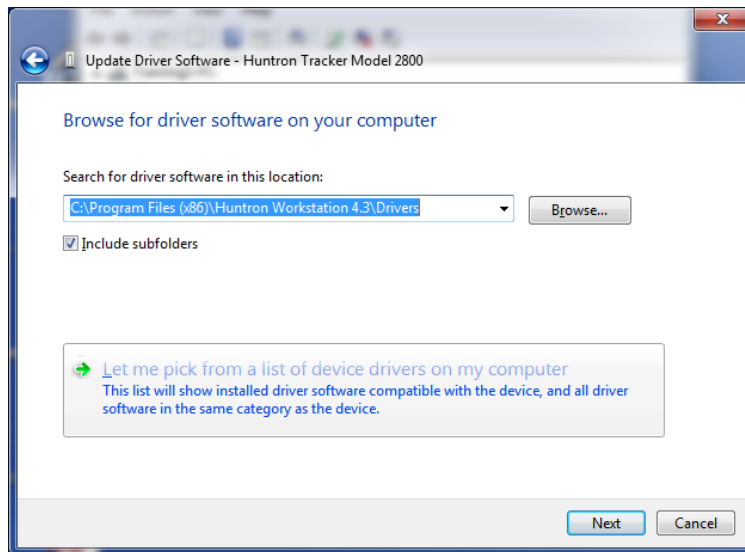 Update Driver Software - Huntron Tracker Model 2800
Browse for driver software on your computer
Search for driver software in this location:
C:\Program Files (x86)\Huntron Workstation 4.3\Drivers
Browse...
Include subfolders
Let me pick from a list of device drivers on my computer
This list will show installed driver software compatible with the device, and all driver
software in the same category as the device.
Next
Cancel